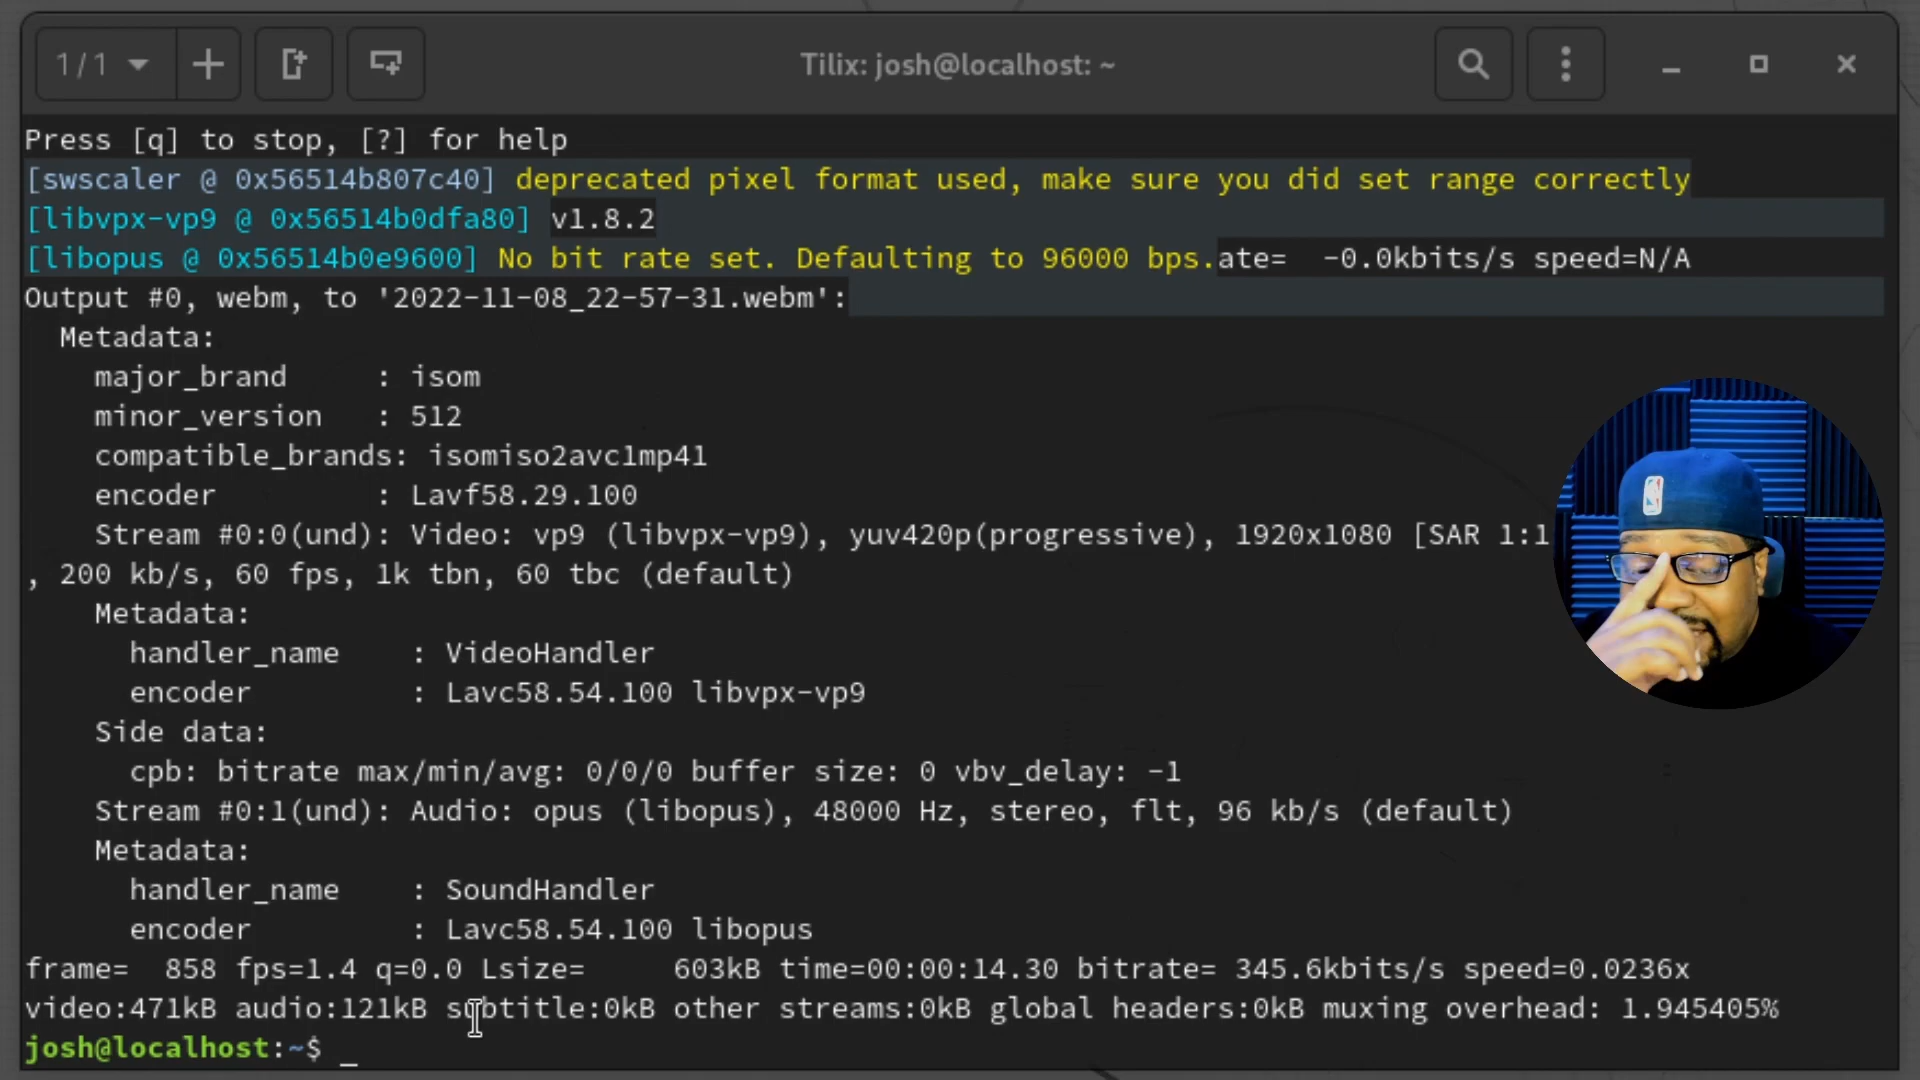 1/1
Tilix: josh@localhost: ~
Press [q] to stop, [?] for help
[swscaler @ 0x56514b807c40] deprecated pixel format used, make sure you did set range correctly
[libvpx-vp9 @ 0x56514b0dfa80] v1.8.2
[libopus @ 0x56514b0e9600] No bit rate set. Defaulting to 96000 bps.ate=  -0.0kbits/s speed=N/A
Output #0, webm, to '2022-11-08_22-57-31.webm':
  Metadata:
    major_brand     : isom
    minor_version   : 512
    compatible_brands: isomiso2avc1mp41
    encoder         : Lavf58.29.100
    Stream #0:0(und): Video: vp9 (libvpx-vp9), yuv420p(progressive), 1920x1080 [SAR 1:1
, 200 kb/s, 60 fps, 1k tbn, 60 tbc (default)
    Metadata:
      handler_name    : VideoHandler
      encoder         : Lavc58.54.100 libvpx-vp9
    Side data:
      cpb: bitrate max/min/avg: 0/0/0 buffer size: 0 vbv_delay: -1
    Stream #0:1(und): Audio: opus (libopus), 48000 Hz, stereo, flt, 96 kb/s (default)
    Metadata:
      handler_name    : SoundHandler
      encoder         : Lavc58.54.100 libopus
frame=  858 fps=1.4 q=0.0 Lsize=     603kB time=00:00:14.30 bitrate= 345.6kbits/s speed=0.0236x
video:471kB audio:121kB subtitle:0kB other streams:0kB global headers:0kB muxing overhead: 1.945405%
josh@localhost:~$ _